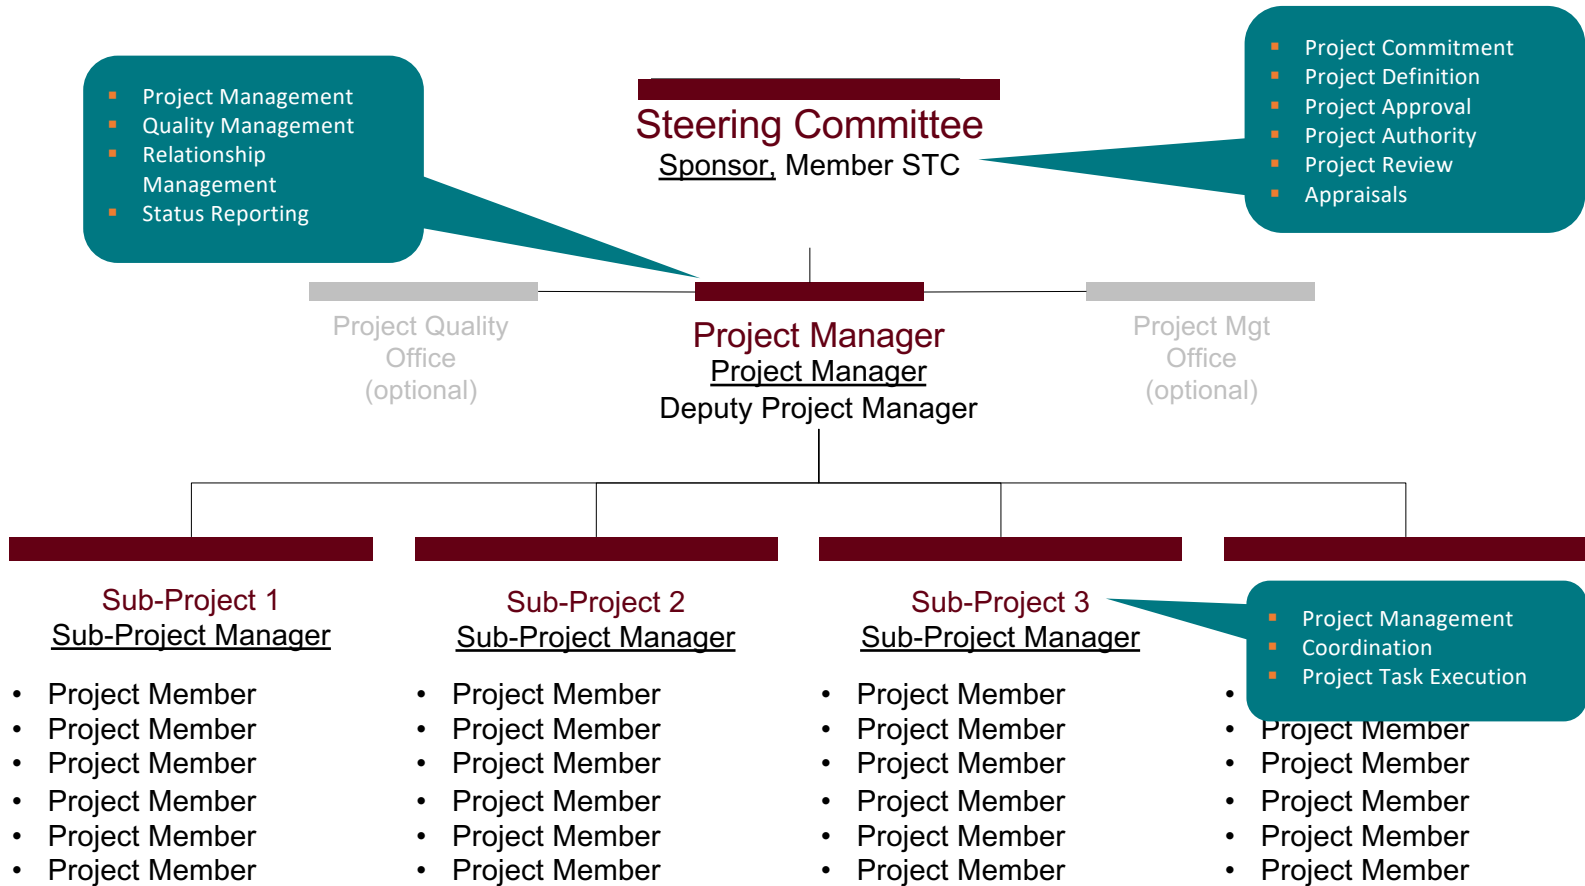 Project Management
Quality Management
Relationship
Management
Status Reporting
Steering Committee
Sponsor, Member STC
Project Commitment
Project Definition
Project Approval
Project Authority
Project Review
Appraisals
Project Quality
Office
(optional)
Project Manager
Project Manager
Deputy Project Manager
Project Mgt
Office
(optional)
Sub-Project 1
Sub-Project Manager
• Project Member
• Project Member
• Project Member
• Project Member
• Project Member
• Project Member
Sub-Project 2
Sub-Project Manager
• Project Member
• Project Member
• Project Member
• Project Member
• Project Member
• Project Member
Sub-Project 3
Sub-Project Manager
• Project Member
• Project Member
• Project Member
• Project Member
• Project Member
• Project Member
Project Management
Coordination
Project Task Execution
• Project Member
• Project Member
• Project Member
• Project Member
• Project Member